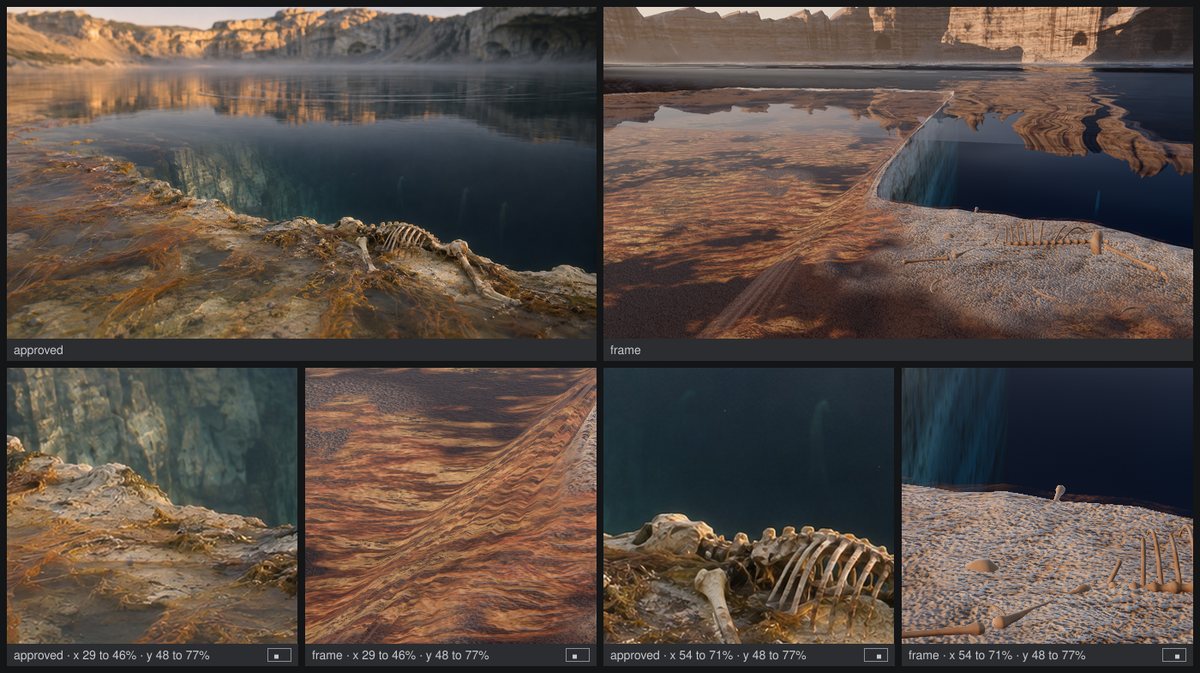 approved
frame
approved · x 29 to 46% · y 48 to 77%
frame · x 29 to 46% · y 48 to 77%
approved · x 54 to 71% · y 48 to 77%
frame · x 54 to 71% · y 48 to 77%